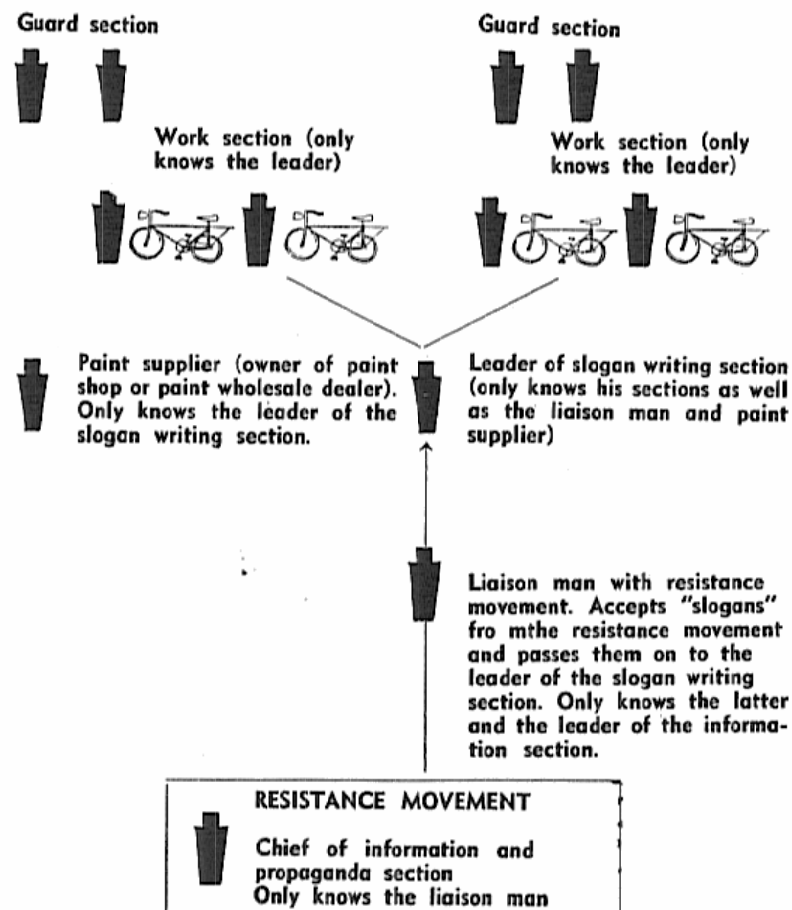 Guard section
Guard section
Work section (only
knows the leader)
Work section (only
knows the leader)
Paint supplier (owner of paint
shop or paint wholesale dealer).
Only knows the leader of the
slogan writing section.
Leader of slogan writing section
(only knows his sections as well
as the liaison man and paint
supplier)
Liaison man with resistance
movement. Accepts "slogans"
fro mthe resistance movement
and passes them on to the
leader of the slogan writing
section. Only knows the latter
and the leader of the informa-
tion section.
RESISTANCE MOVEMENT
Chief of information and
propaganda section
Only knows the liaison man